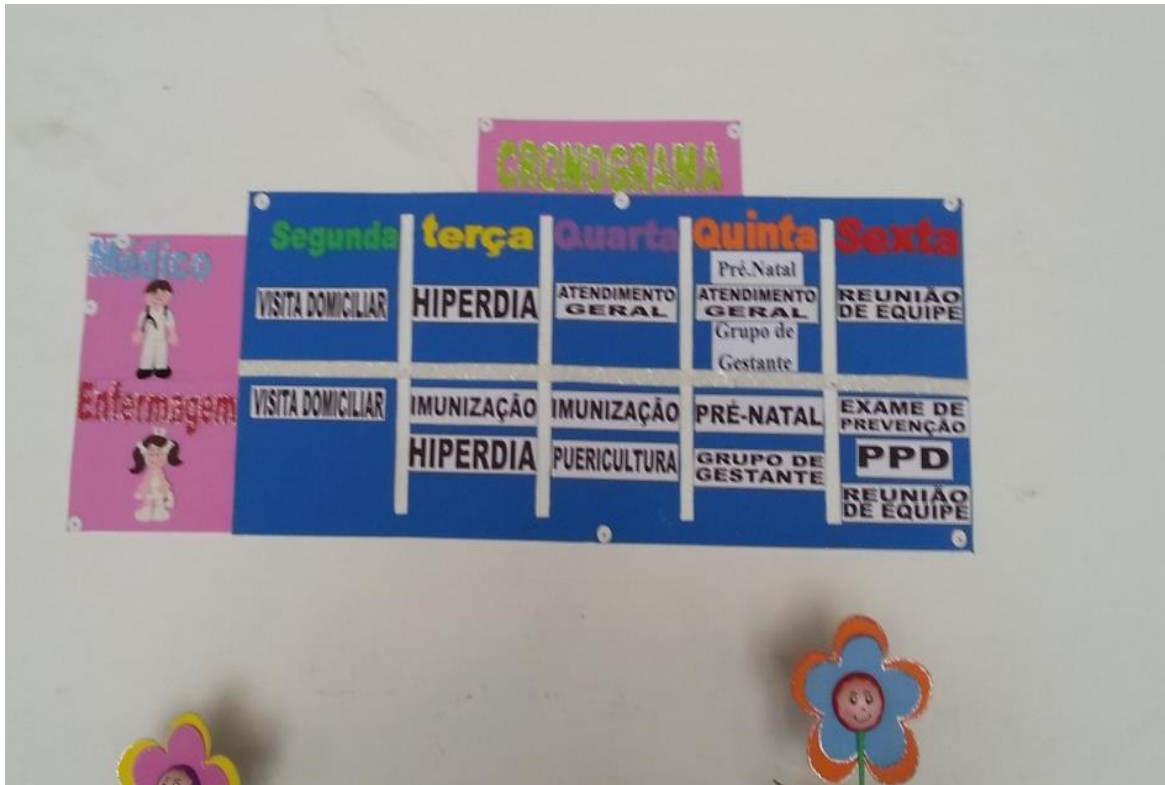 CRONOGRAMA
Segunda terça Quarta Quinta Sexta
Médico
VISITA DOMICILIAR
HIPERDIA
ATENDIMENTO
GERAL
Pré.Natal
ATENDIMENTO
GERAL
Grupo de
Gestante
REUNIÃO
DE EQUIPE
Enfermagem
VISITA DOMICILIAR
IMUNIZAÇÃO
HIPERDIA
IMUNIZAÇÃO
PUERICULTURA
PRÉ-NATAL
GRUPO DE
GESTANTE
EXAME DE
PREVENÇÃO
PPD
REUNIÃO
DE EQUIPE